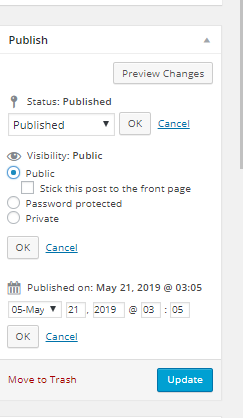 Publish
Preview Changes
Status: Published
Published OK Cancel
Visibility: Public
Public
Stick this post to the front page
Password protected
Private
OK Cancel
Published on: May 21, 2019 @ 03:05
05-May 21, 2019 @ 03 : 05
OK Cancel
Move to Trash Update